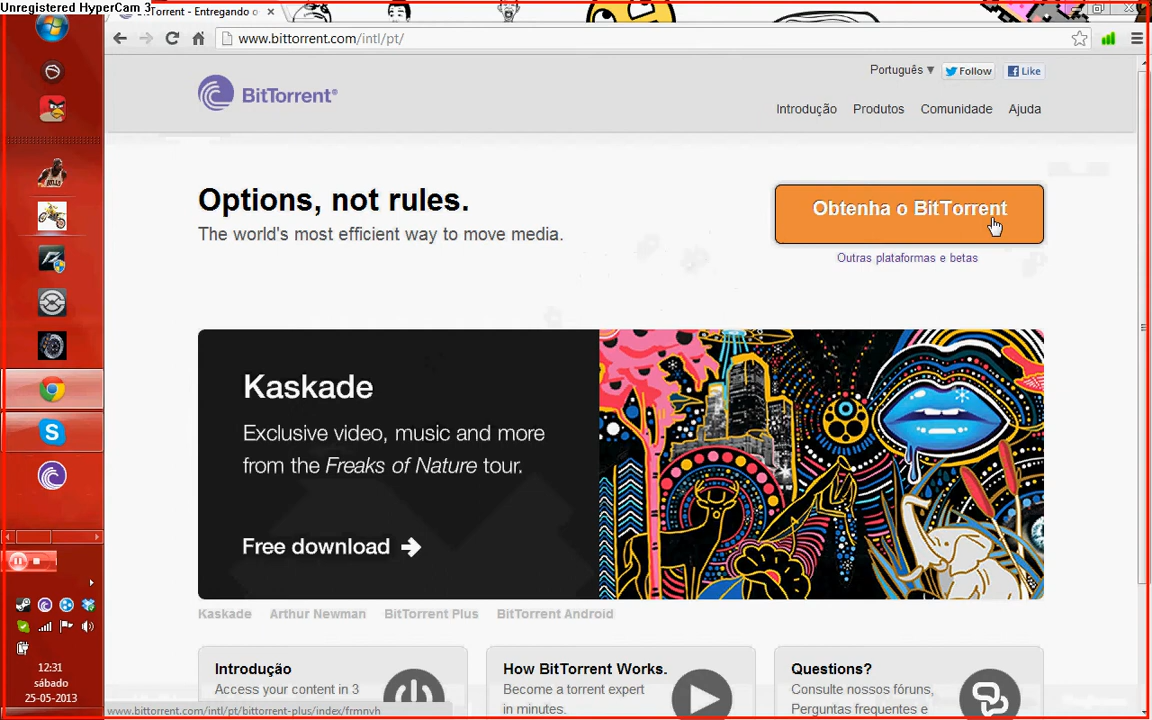 Unregistered HyperCam 3
BitTorrent - Entregando o
www.bittorrent.com/intl/pt/
Português ▼
Follow
Like
BitTorrent®
Introdução
Produtos
Comunidade
Ajuda
Options, not rules.
The world's most efficient way to move media.
Obtenha o BitTorrent
Outras plataformas e betas
Kaskade
Exclusive video, music and more
from the Freaks of Nature tour.
Free download
Kaskade
Arthur Newman
BitTorrent Plus
BitTorrent Android
Introdução
Access your content in 3
How BitTorrent Works.
Become a torrent expert
in minutes.
Questions?
Consulte nossos fóruns,
Perguntas frequentes e
12:31
sábado
25-05-2013
www.bittorrent.com/intl/pt/bittorrent-plus/index/frmnvh